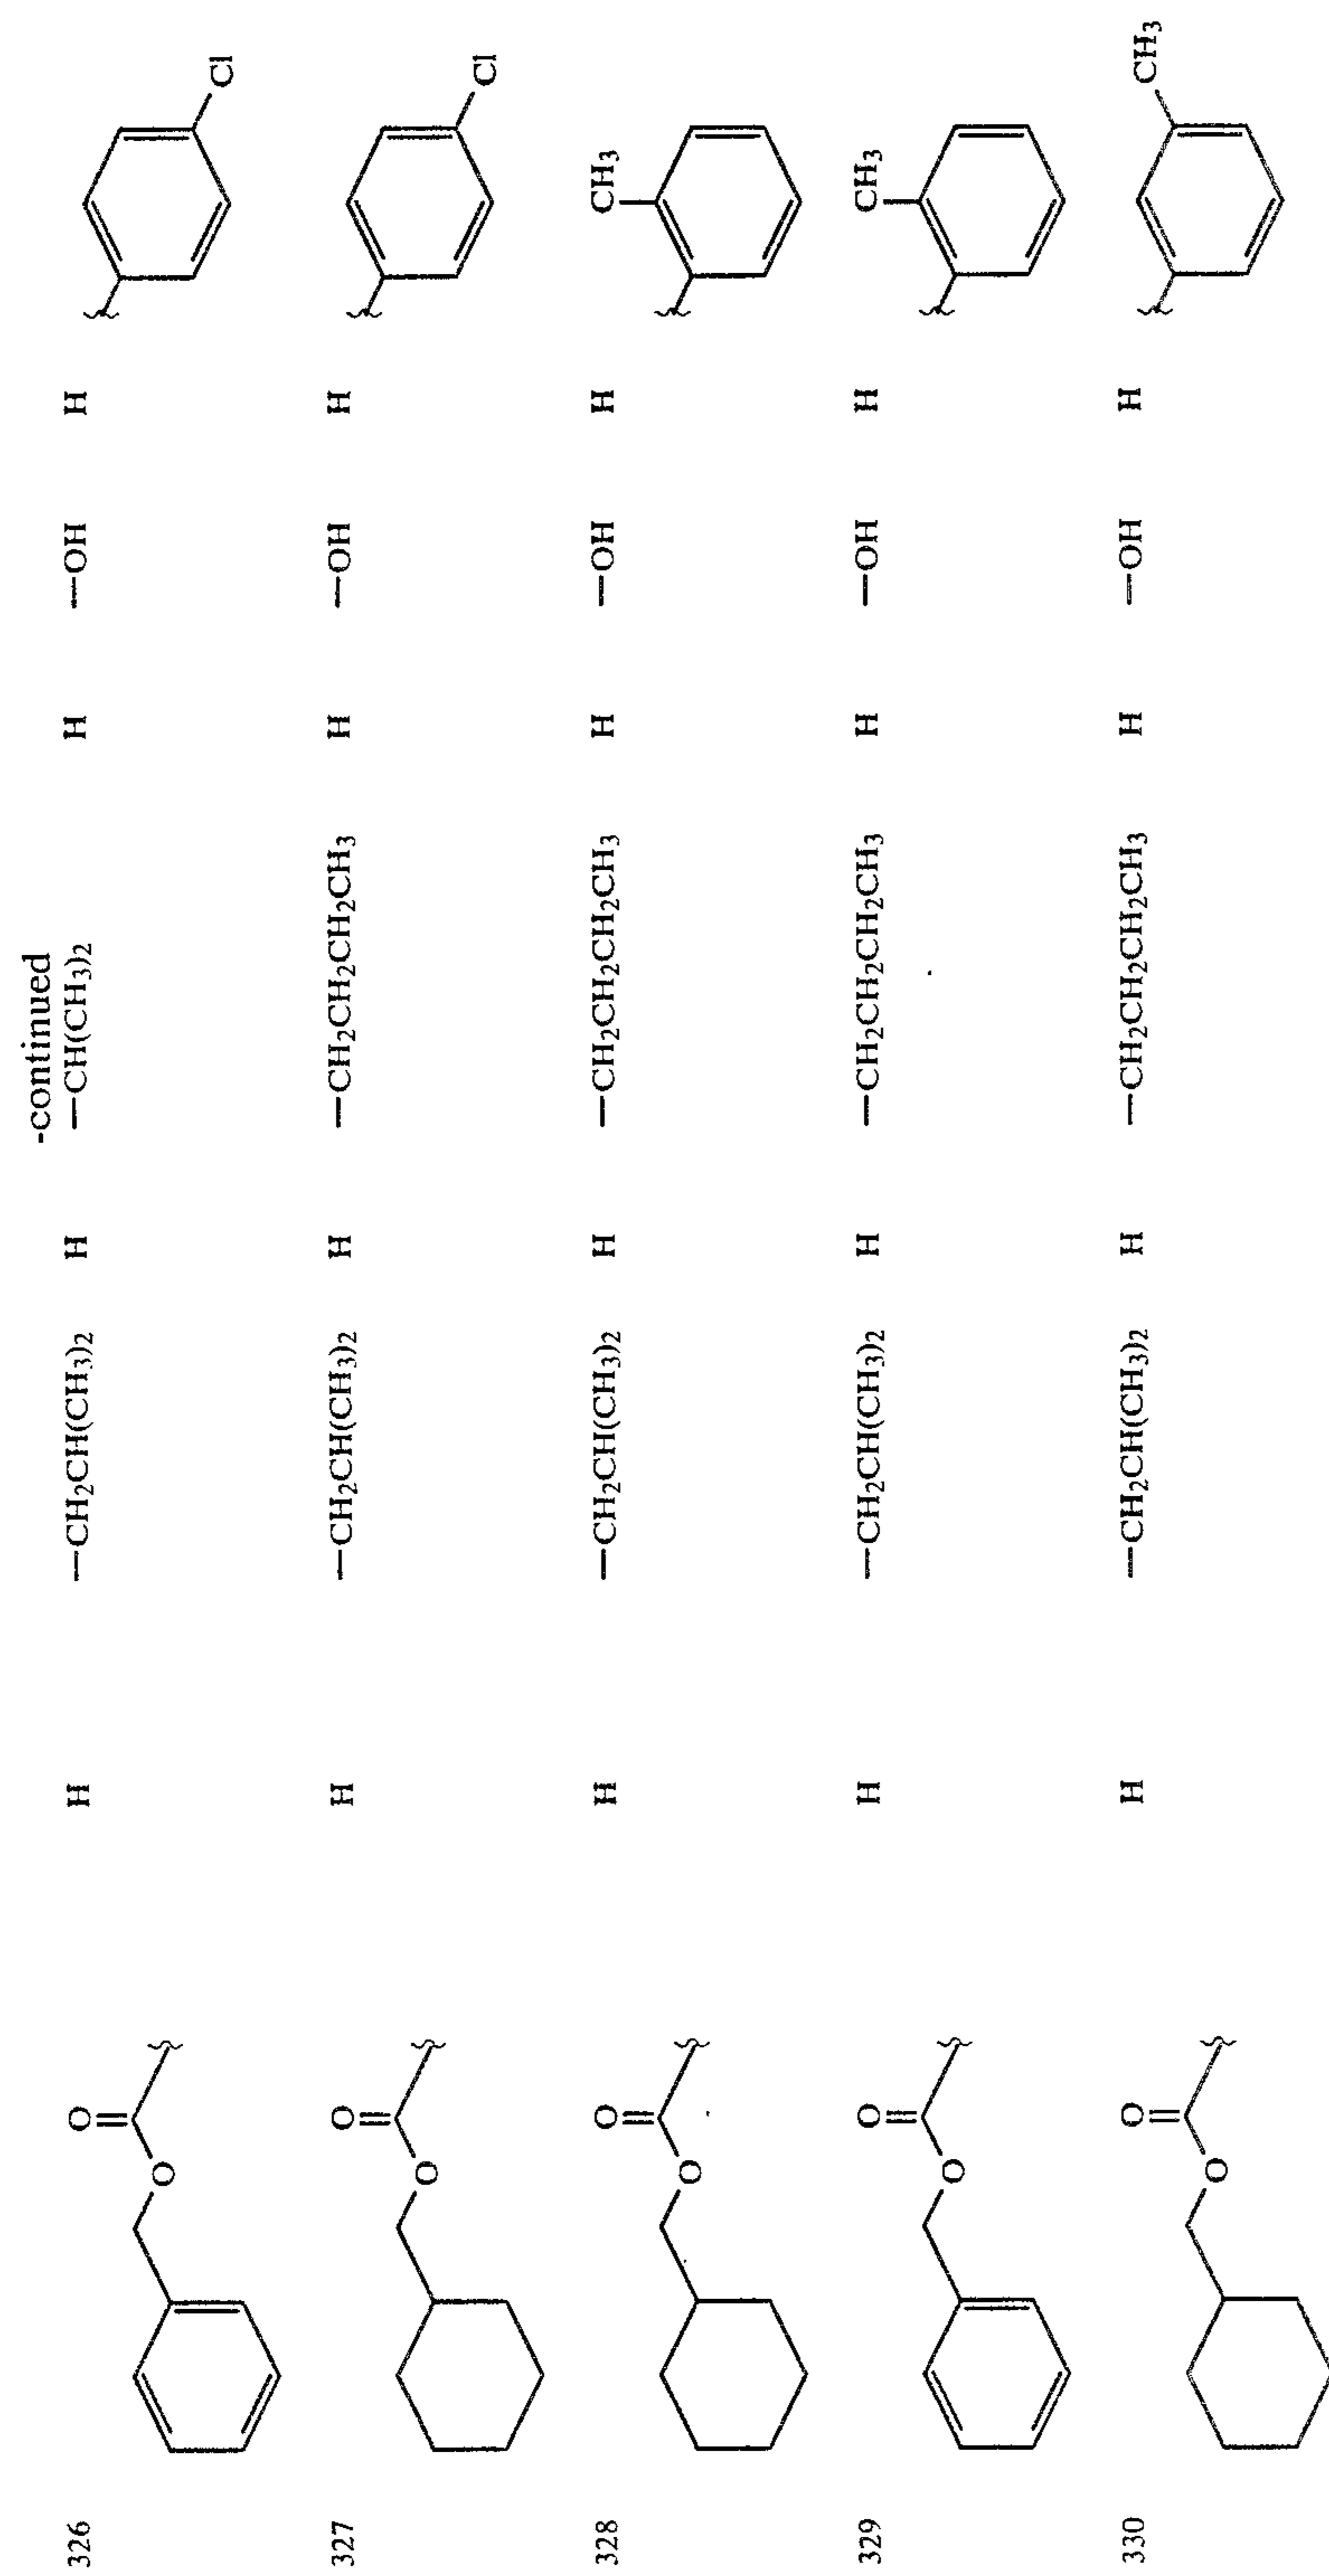 -continued
326 O O H —CH2CH(CH3)2 H —CH(CH3)2 H —OH H Cl
327 O O H —CH2CH(CH3)2 H —CH2CH2CH2CH3 H —OH H Cl
328 O O H —CH2CH(CH3)2 H —CH2CH2CH2CH3 H —OH H CH3
329 O O H —CH2CH(CH3)2 H —CH2CH2CH2CH3 H —OH H CH3
330 O O H —CH2CH(CH3)2 H —CH2CH2CH2CH3 H —OH H CH3